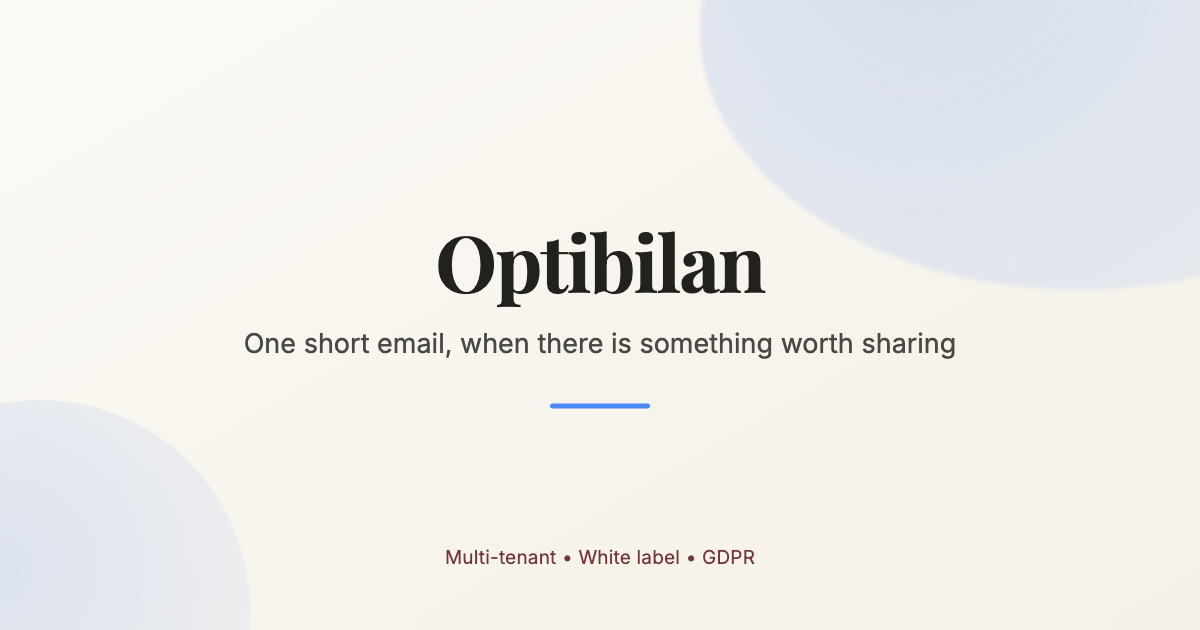 Optibilan
One short email, when there is something worth sharing
Multi-tenant • White label • GDPR